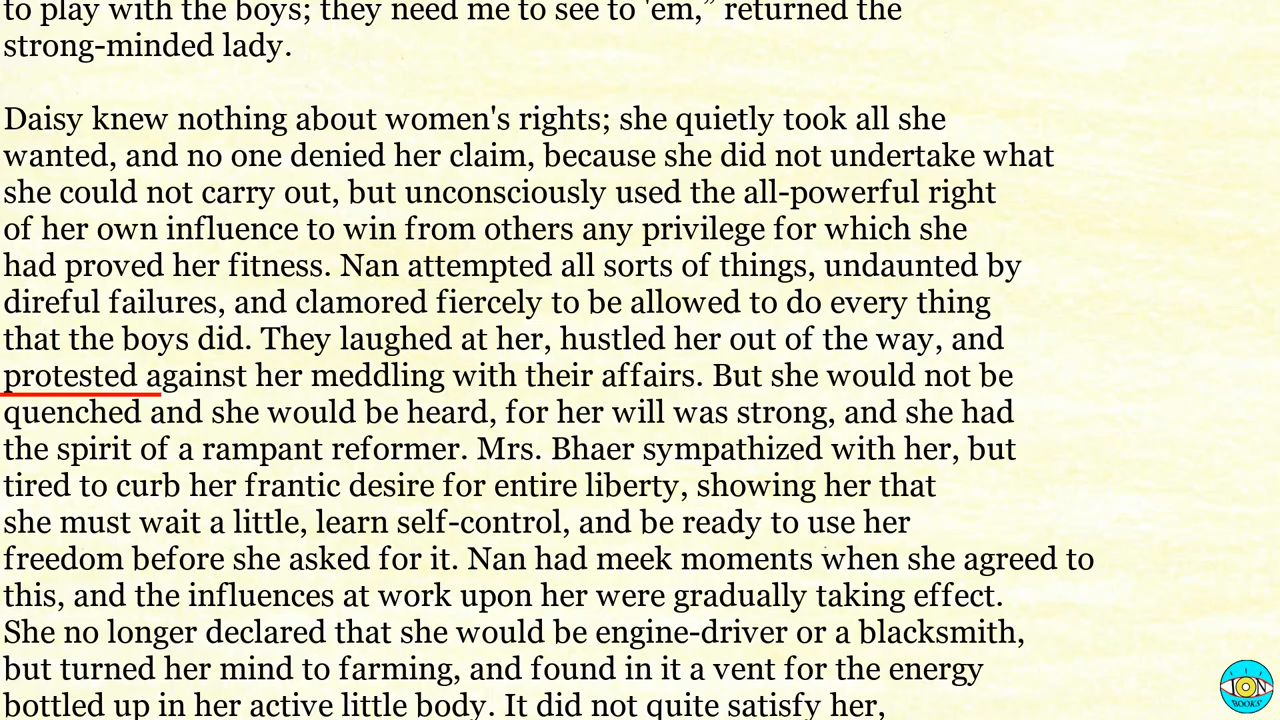 to play with the boys; they need me to see to 'em,” returned the
strong-minded lady.
Daisy knew nothing about women's rights; she quietly took all she
wanted, and no one denied her claim, because she did not undertake what
she could not carry out, but unconsciously used the all-powerful right
of her own influence to win from others any privilege for which she
had proved her fitness. Nan attempted all sorts of things, undaunted by
direful failures, and clamored fiercely to be allowed to do every thing
that the boys did. They laughed at her, hustled her out of the way, and
protested against her meddling with their affairs. But she would not be
quenched and she would be heard, for her will was strong, and she had
the spirit of a rampant reformer. Mrs. Bhaer sympathized with her, but
tired to curb her frantic desire for entire liberty, showing her that
she must wait a little, learn self-control, and be ready to use her
freedom before she asked for it. Nan had meek moments when she agreed to
this, and the influences at work upon her were gradually taking effect.
She no longer declared that she would be engine-driver or a blacksmith,
but turned her mind to farming, and found in it a vent for the energy
bottled up in her active little body. It did not quite satisfy her,
ION
BOOKS